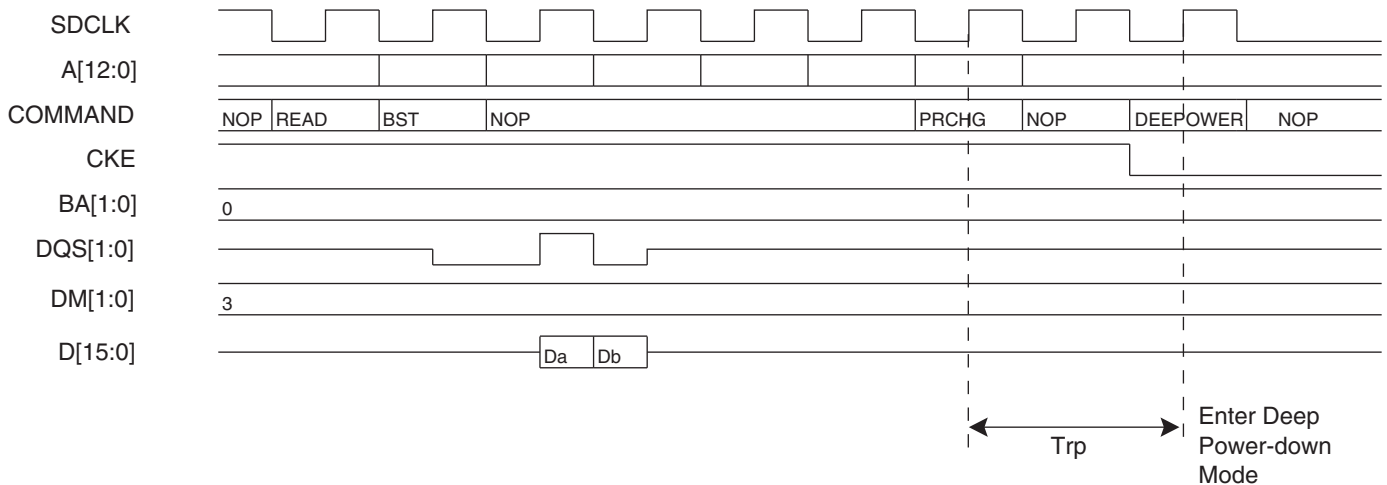 SDCLK
A[12:0]
COMMAND NOP READ BST NOP PRCHG NOP DEEPOWER NOP
CKE
BA[1:0] 0
DQS[1:0]
DM[1:0] 3
D[15:0] Da Db
Trp
Enter Deep
Power-down
Mode